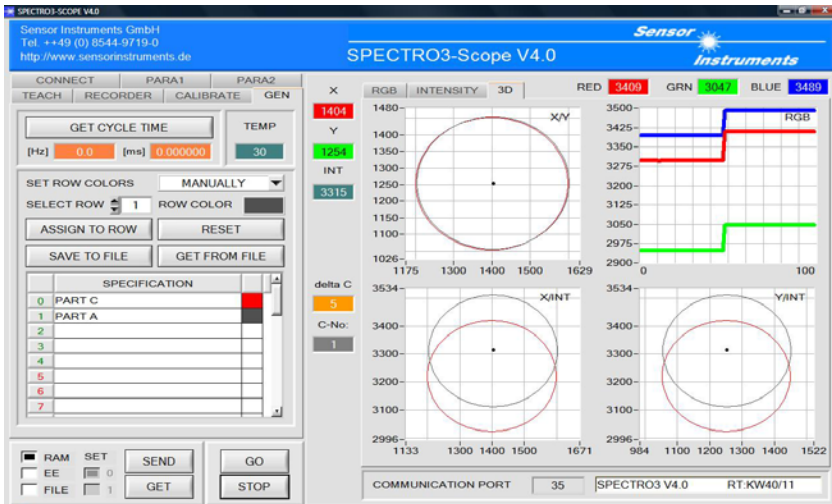 SPECTRO3-SCOPE V4.0
Sensor Instruments GmbH
Tel. ++49 (0) 8544-9719-0
http://www.sensorinstruments.de
SPECTRO3-Scope V4.0
Sensor
Instruments
CONNECT PARA1 PARA2
TEACH RECORDER CALIBRATE GEN
GET CYCLE TIME TEMP
[Hz] 0.0 [ms] 0.000000 30
SET ROW COLORS MANUALLY
SELECT ROW 1 ROW COLOR
ASSIGN TO ROW RESET
SAVE TO FILE GET FROM FILE
SPECIFICATION
0 PART C
1 PART A
2
3
4
5
6
7
RAM SET
EE 0
FILE 1
SEND GO
GET STOP
X
1404
Y
1254
INT
3315
delta C
5
C-No:
1
RGB INTENSITY 3D RED 3409 GRN 3047 BLUE 3489
X/Y
1480
1400
1350
1300
1250
1200
1150
1100
1026
1175 1300 1400 1500 1629
RGB
3500
3425
3350
3275
3200
3125
3050
2975
2900
0 100
X/INT
3534
3400
3300
3200
3100
2996
1133 1300 1400 1500 1671
Y/INT
3534
3400
3300
3200
3100
2996
984 1100 1200 1300 1400 1522
COMMUNICATION PORT 35 SPECTRO3 V4.0 RT:KW40/11